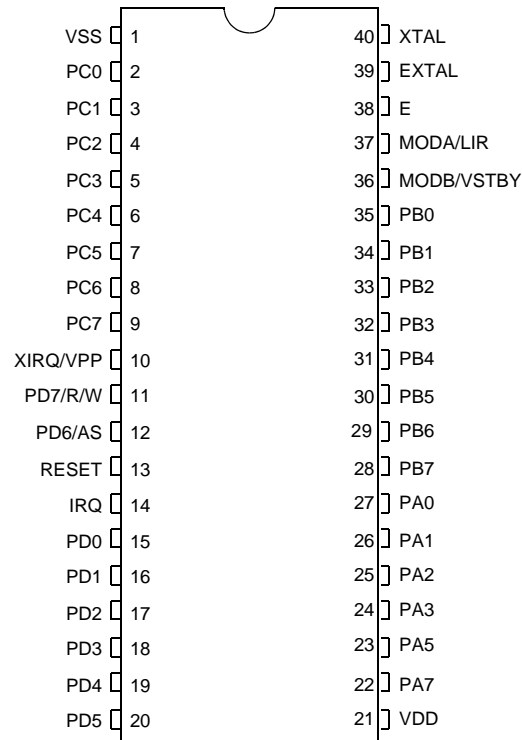 VSS 1 40 XTAL
PC0 2 39 EXTAL
PC1 3 38 E
PC2 4 37 MODA/LIR
PC3 5 36 MODB/VSTBY
PC4 6 35 PB0
PC5 7 34 PB1
PC6 8 33 PB2
PC7 9 32 PB3
XIRQ/VPP 10 31 PB4
PD7/R/W 11 30 PB5
PD6/AS 12 29 PB6
RESET 13 28 PB7
IRQ 14 27 PA0
PD0 15 26 PA1
PD1 16 25 PA2
PD2 17 24 PA3
PD3 18 23 PA5
PD4 19 22 PA7
PD5 20 21 VDD